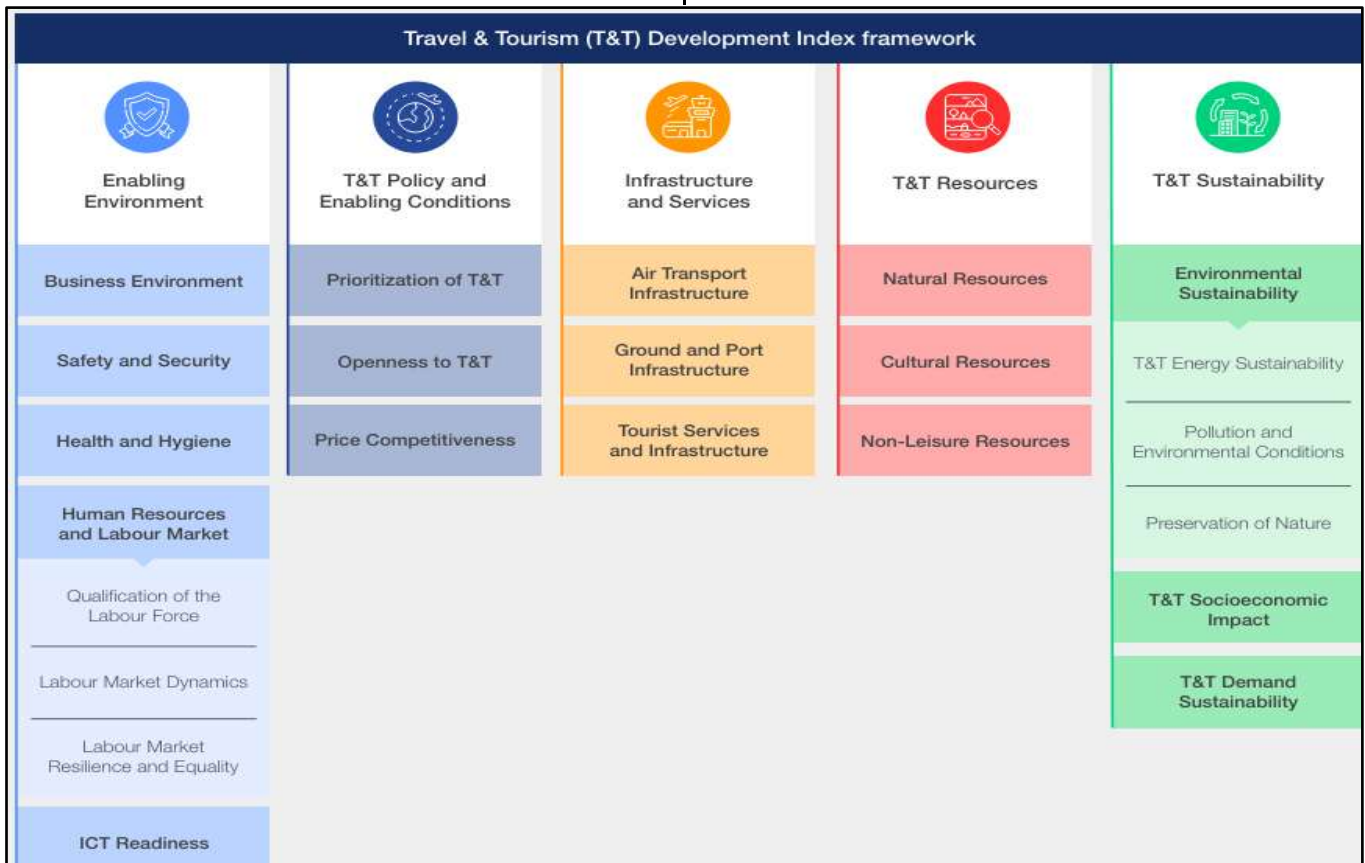 Travel & Tourism (T&T) Development Index framework
Enabling
Environment
Business Environment
Safety and Security
Health and Hygiene
Human Resources
and Labour Market
Qualification of the
Labour Force
Labour Market Dynamics
Labour Market
Resilience and Equality
ICT Readiness
T&T Policy and
Enabling Conditions
Prioritization of T&T
Openness to T&T
Price Competitiveness
Infrastructure
and Services
Air Transport
Infrastructure
Ground and Port
Infrastructure
Tourist Services
and Infrastructure
T&T Resources
Natural Resources
Cultural Resources
Non-Leisure Resources
T&T Sustainability
Environmental
Sustainability
T&T Energy Sustainability
Pollution and
Environmental Conditions
Preservation of Nature
T&T Socioeconomic
Impact
T&T Demand
Sustainability